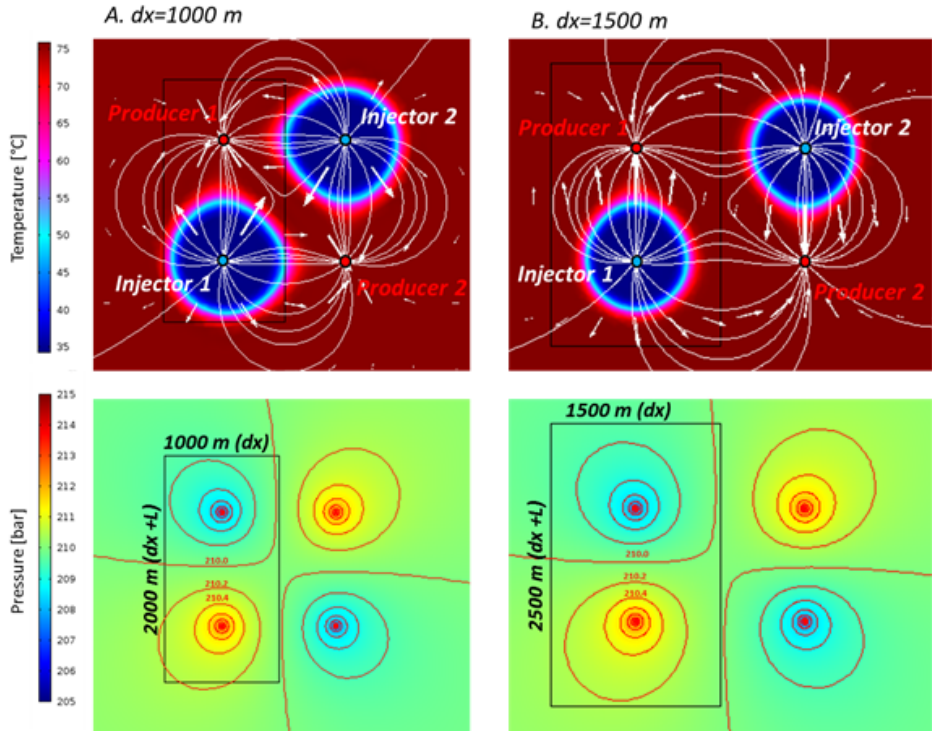 A. dx=1000 m
B. dx=1500 m
Temperature [°C]
75
70
65
60
55
50
45
40
35
Producer 1
Injector 2
Injector 1
Producer 2
Producer 1
Injector 2
Injector 1
Producer 2
Pressure [bar]
215
214
213
212
211
210
209
208
207
206
205
1000 m (dx)
2000 m (dx +L)
210.0
210.2
210.4
1500 m (dx)
2500 m (dx +L)
210.0
210.2
210.4